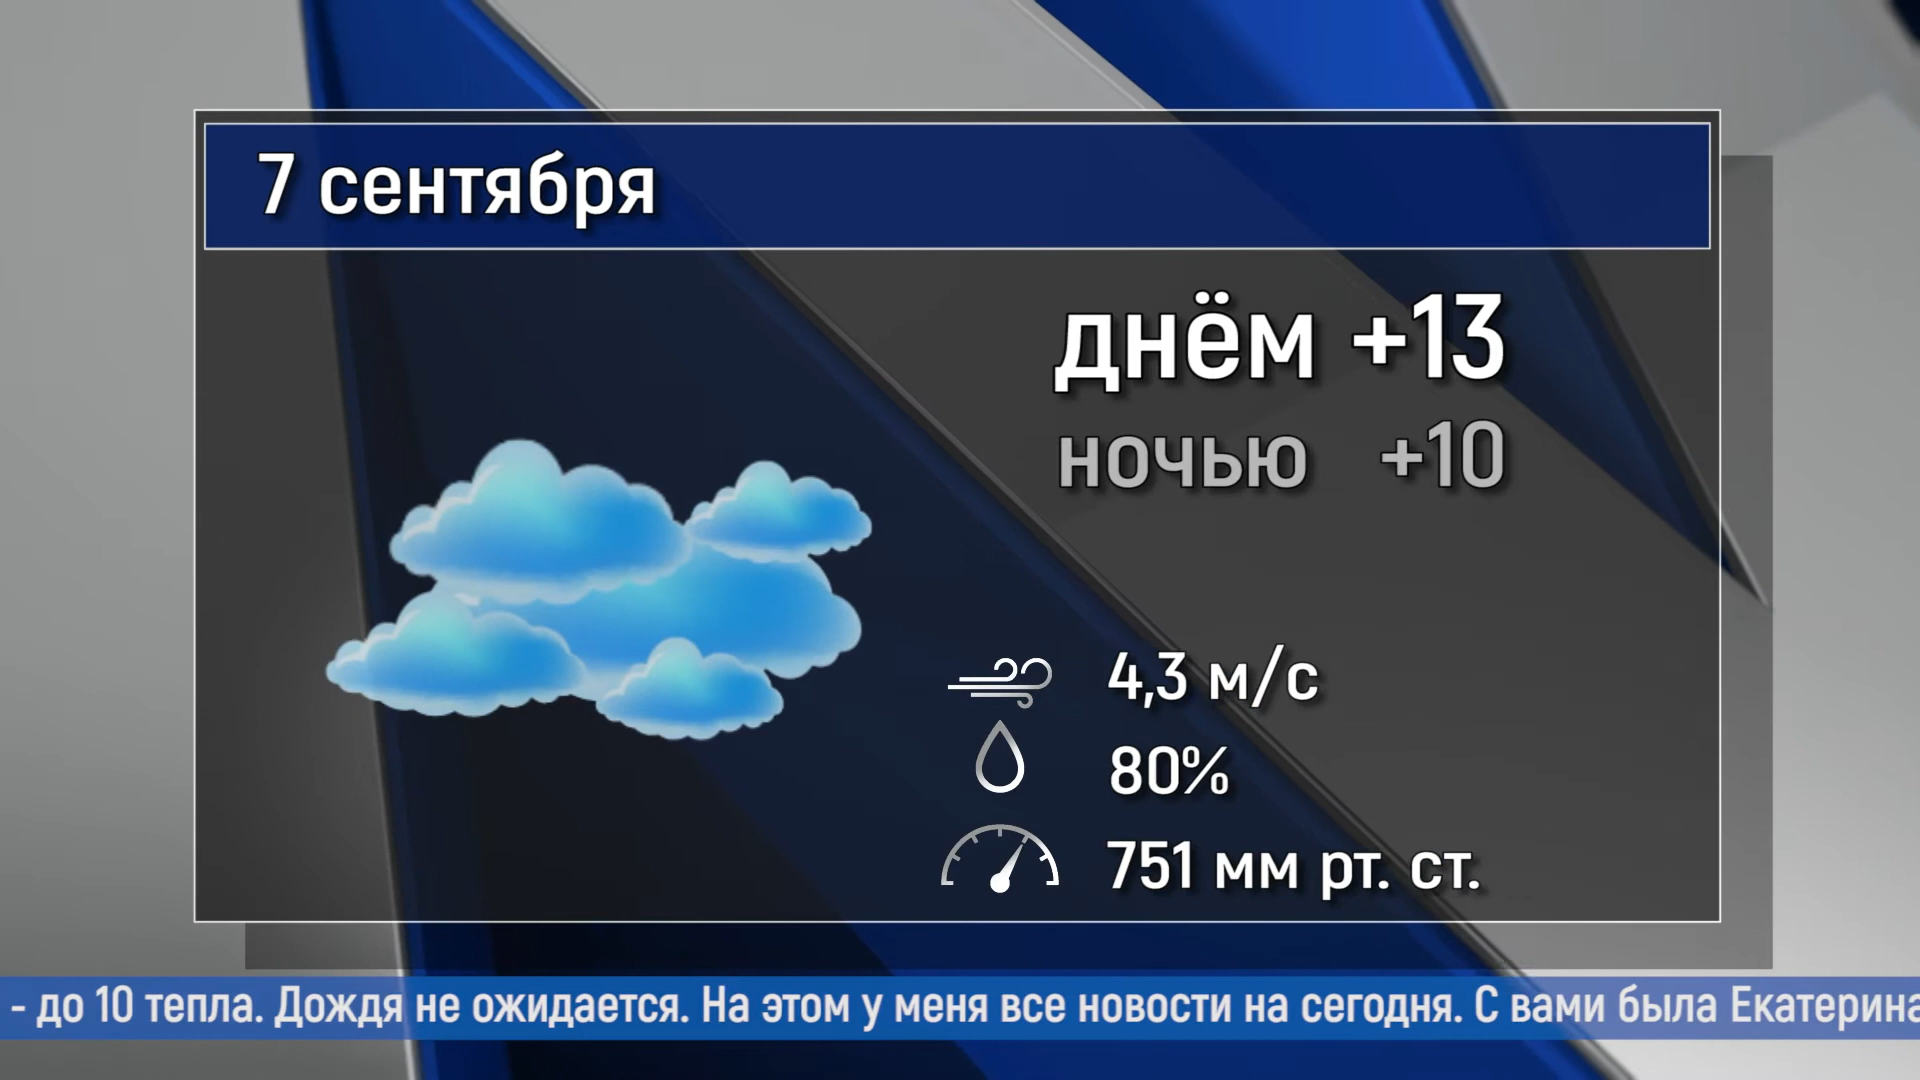 7 сентября
днём +13
ночью +10
4,3 м/с
80%
751 мм рт. ст.
- до 10 тепла. Дождя не ожидается. На этом у меня все новости на сегодня. С вами была Екатерина